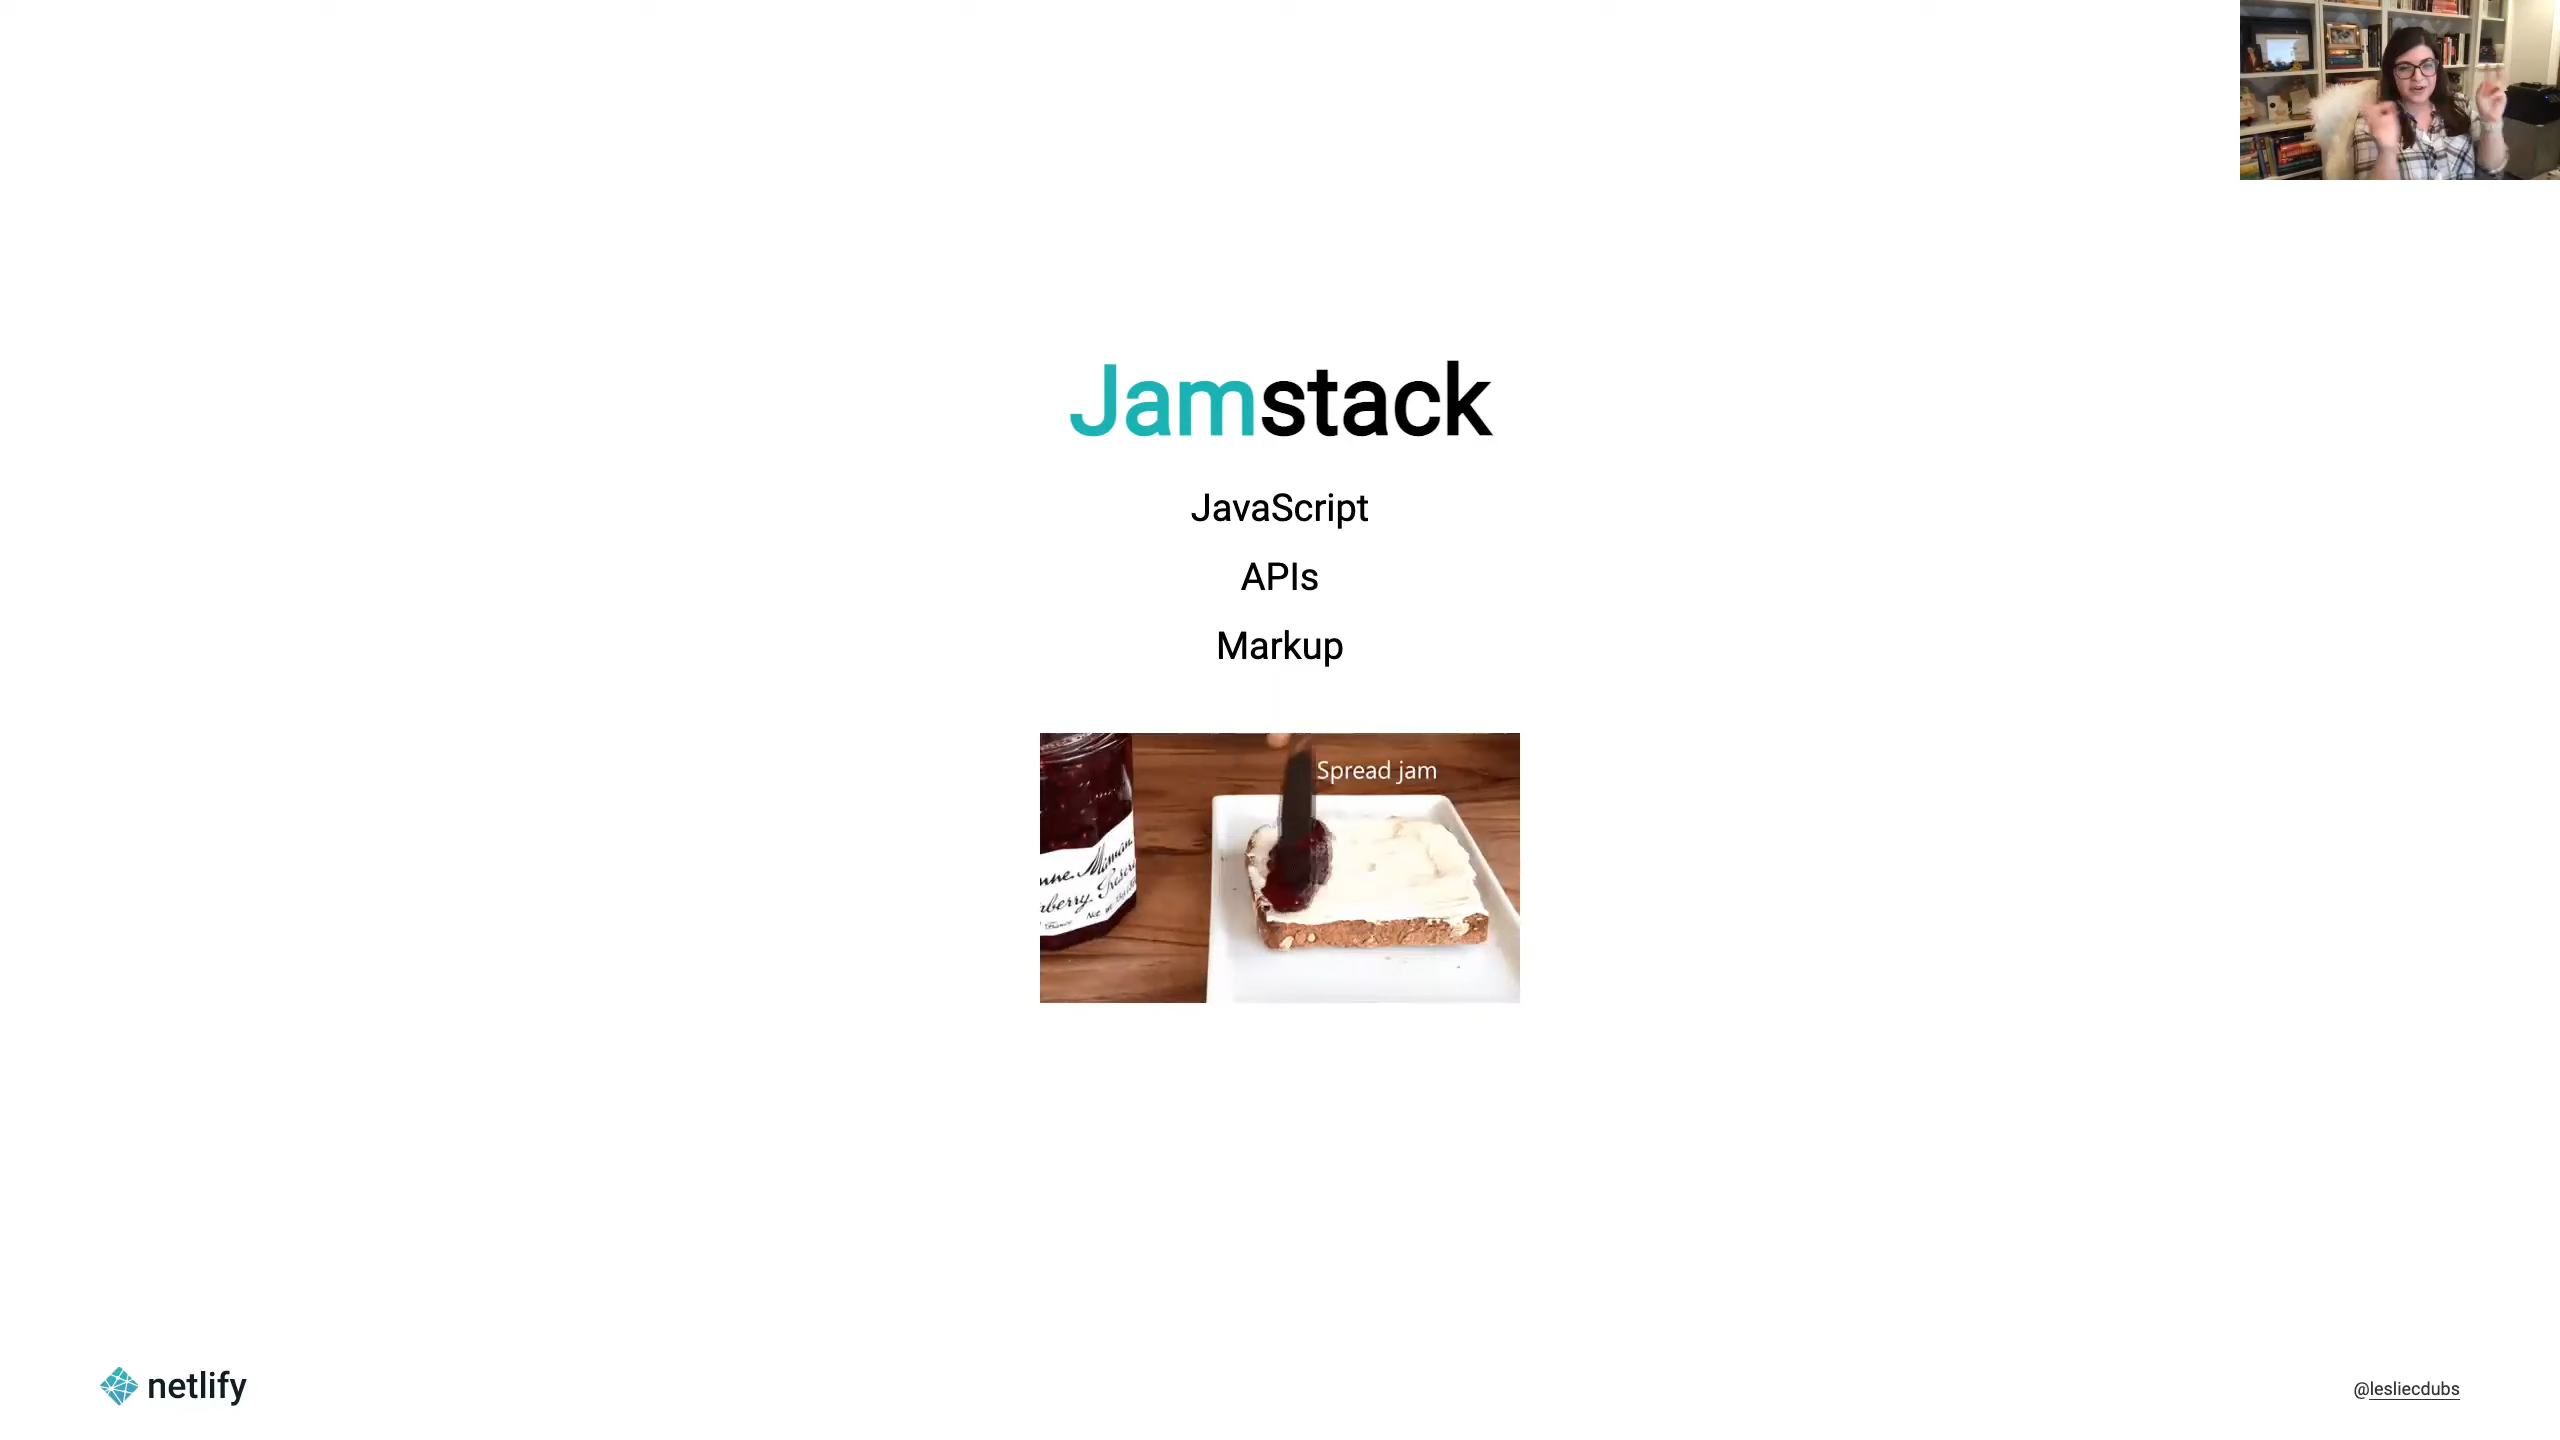 Jamstack
JavaScript
APIs
Markup
Spread jam
netlify
@lesliecdubs